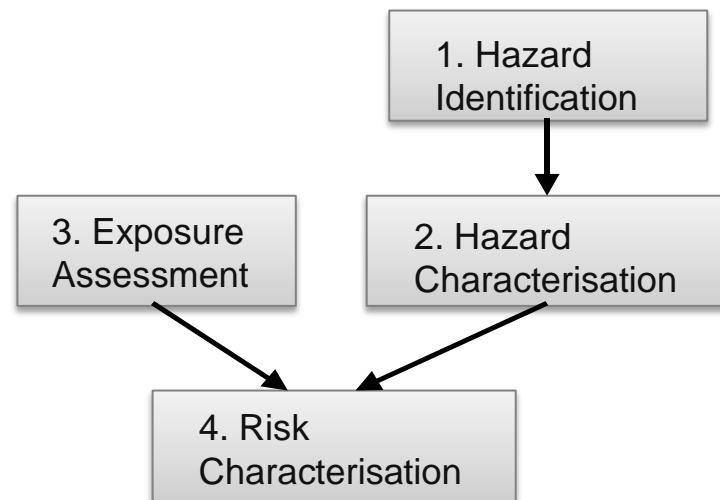 1. Hazard
Identification
3. Exposure
Assessment
2. Hazard
Characterisation
4. Risk
Characterisation